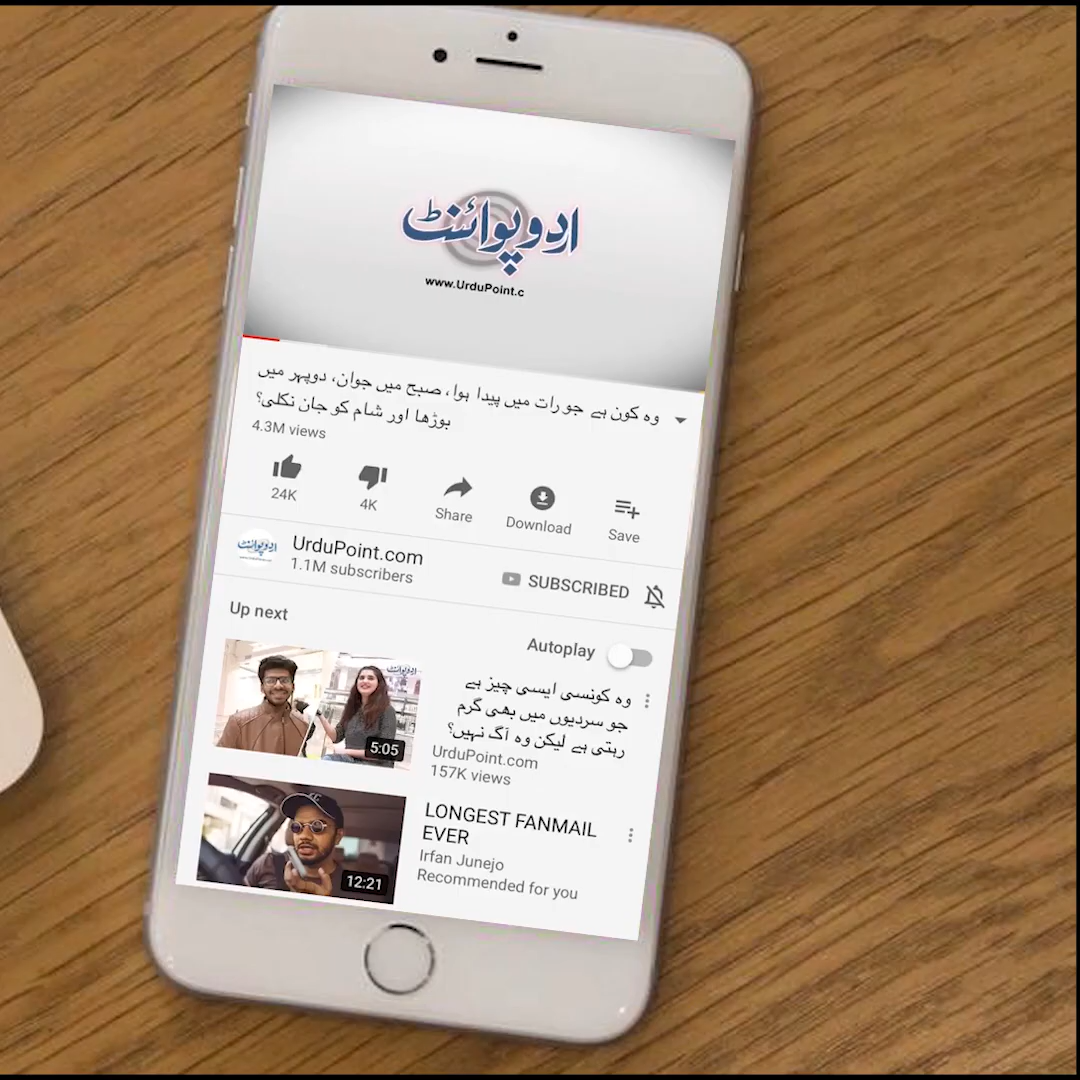 اردوپوائنٹ
www.UrduPoint.c
وہ کون ہے جو رات میں پیدا ہوا، صبح میں جوان، دوپہر میں
بوڑھا اور شام کو جان نکلی؟
4.3M views
24K
4K
Share
Download
Save
اردوپوائنٹ
UrduPoint.com
1.1M subscribers
SUBSCRIBED
Up next
Autoplay
اردوپوائنٹ
5:05
وہ کونسی ایسی چیز ہے
جو سردیوں میں بھی گرم
رہتی ہے لیکن وہ آگ نہیں؟
UrduPoint.com
157K views
12:21
LONGEST FANMAIL
EVER
Irfan Junejo
Recommended for you